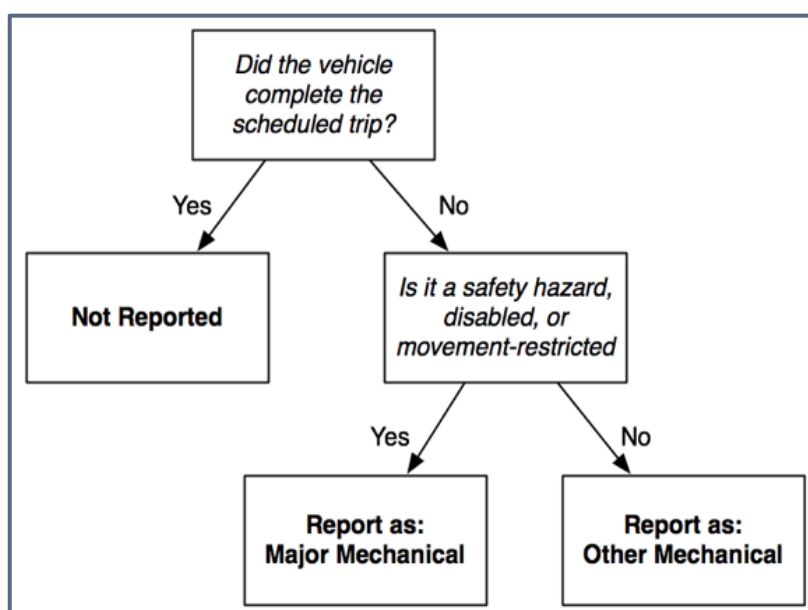 Did the vehicle
complete the
scheduled trip?
Yes
No
Not Reported
Is it a safety hazard,
disabled, or
movement-restricted
Yes
No
Report as:
Major Mechanical
Report as:
Other Mechanical